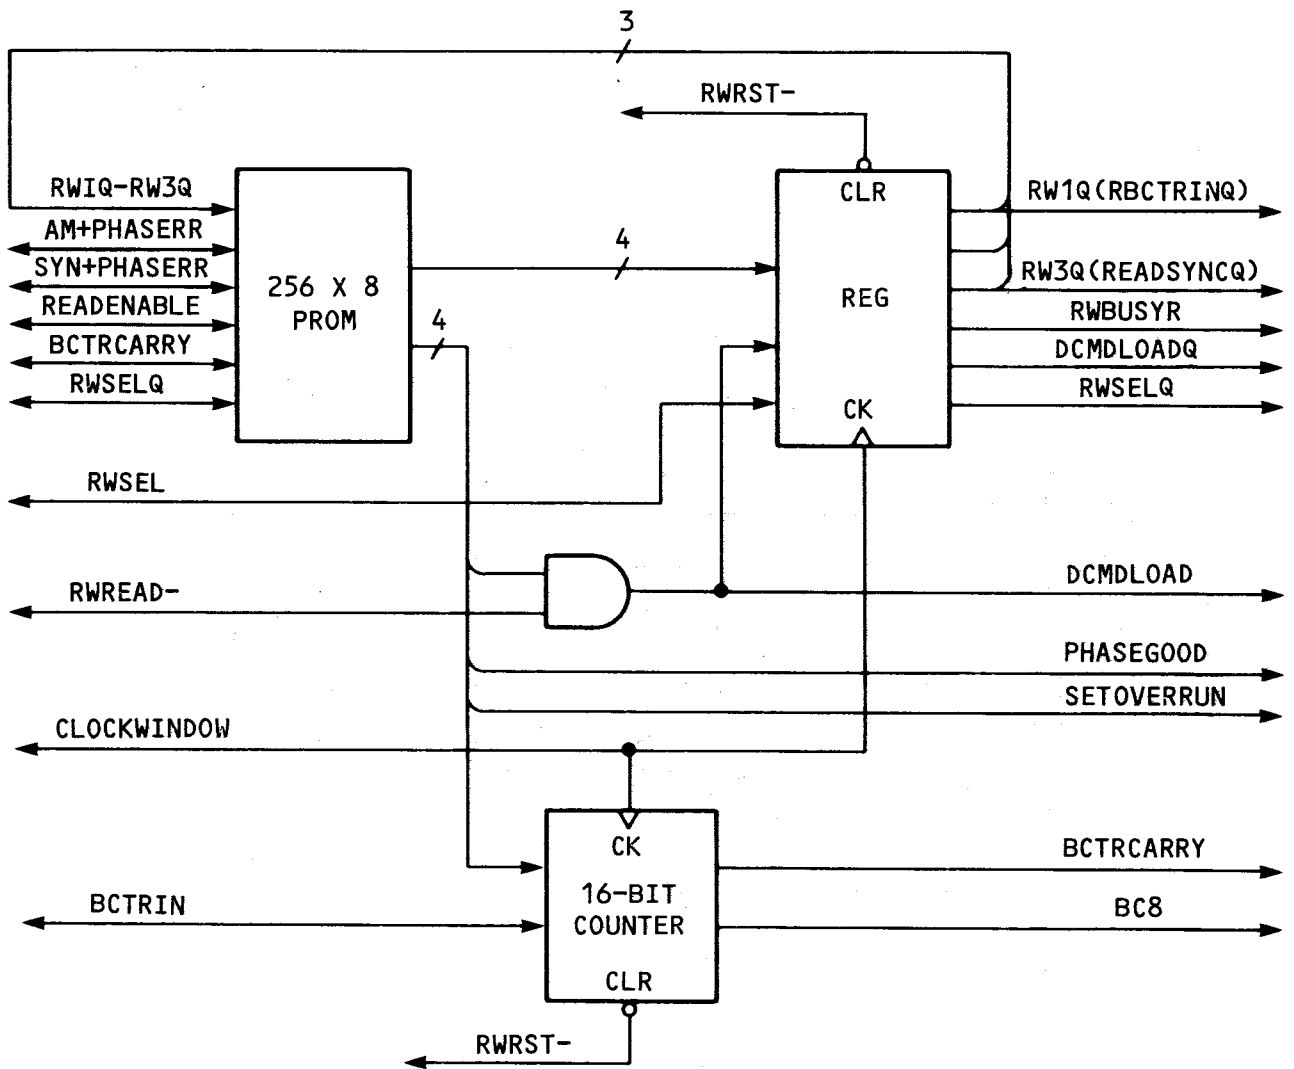 3
RWRST-
RWIQ-RW3Q
CLR
RW1Q(RBCTRINQ)
AM+PHASERR
4
SYN+PHASERR
RW3Q(READSYNCQ)
256 X 8
PROM
REG
READENABLE
4
RWBUSYR
BCTRCARRY
DCMDLOADQ
RWSELQ
RWSELQ
CK
RWSEL
DCMDLOAD
RWREAD-
PHASEGOOD
SETOVERRUN
CLOCKWINDOW
CK
BCTRCARRY
16-BIT
COUNTER
BCTRIN
BC8
CLR
RWRST-